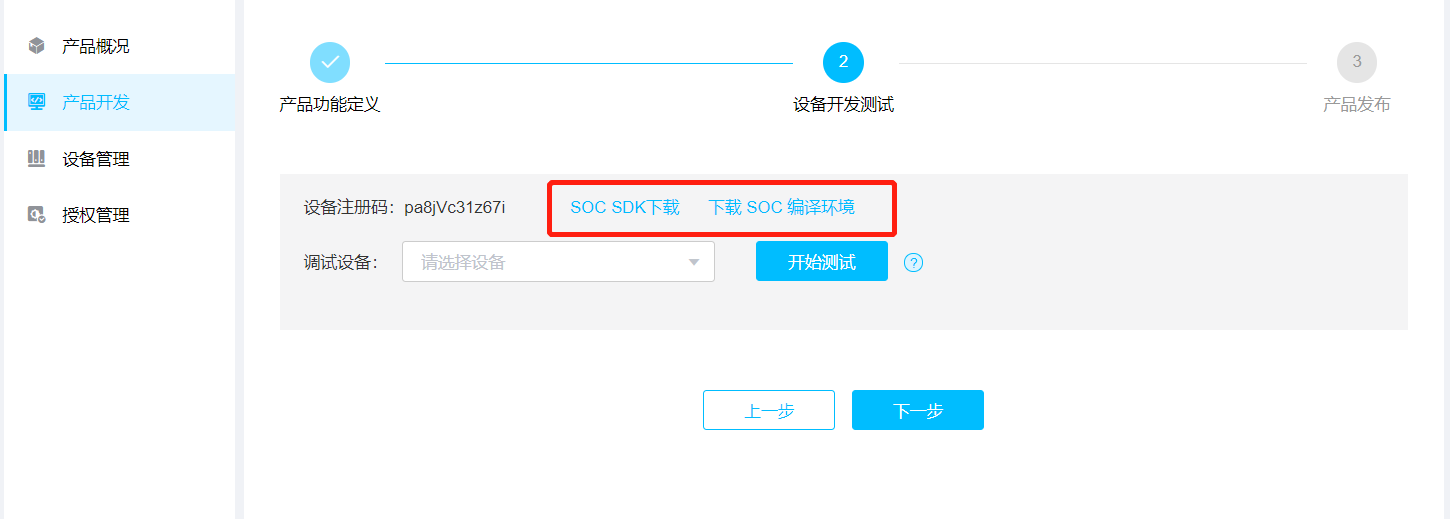 产品概况
产品开发
设备管理
授权管理
2
3
产品功能定义
设备开发测试
产品发布
设备注册码：pa8jVc31z67i SOC SDK下载 下载 SOC 编译环境
调试设备： 请选择设备 开始测试 ?
上一步 下一步